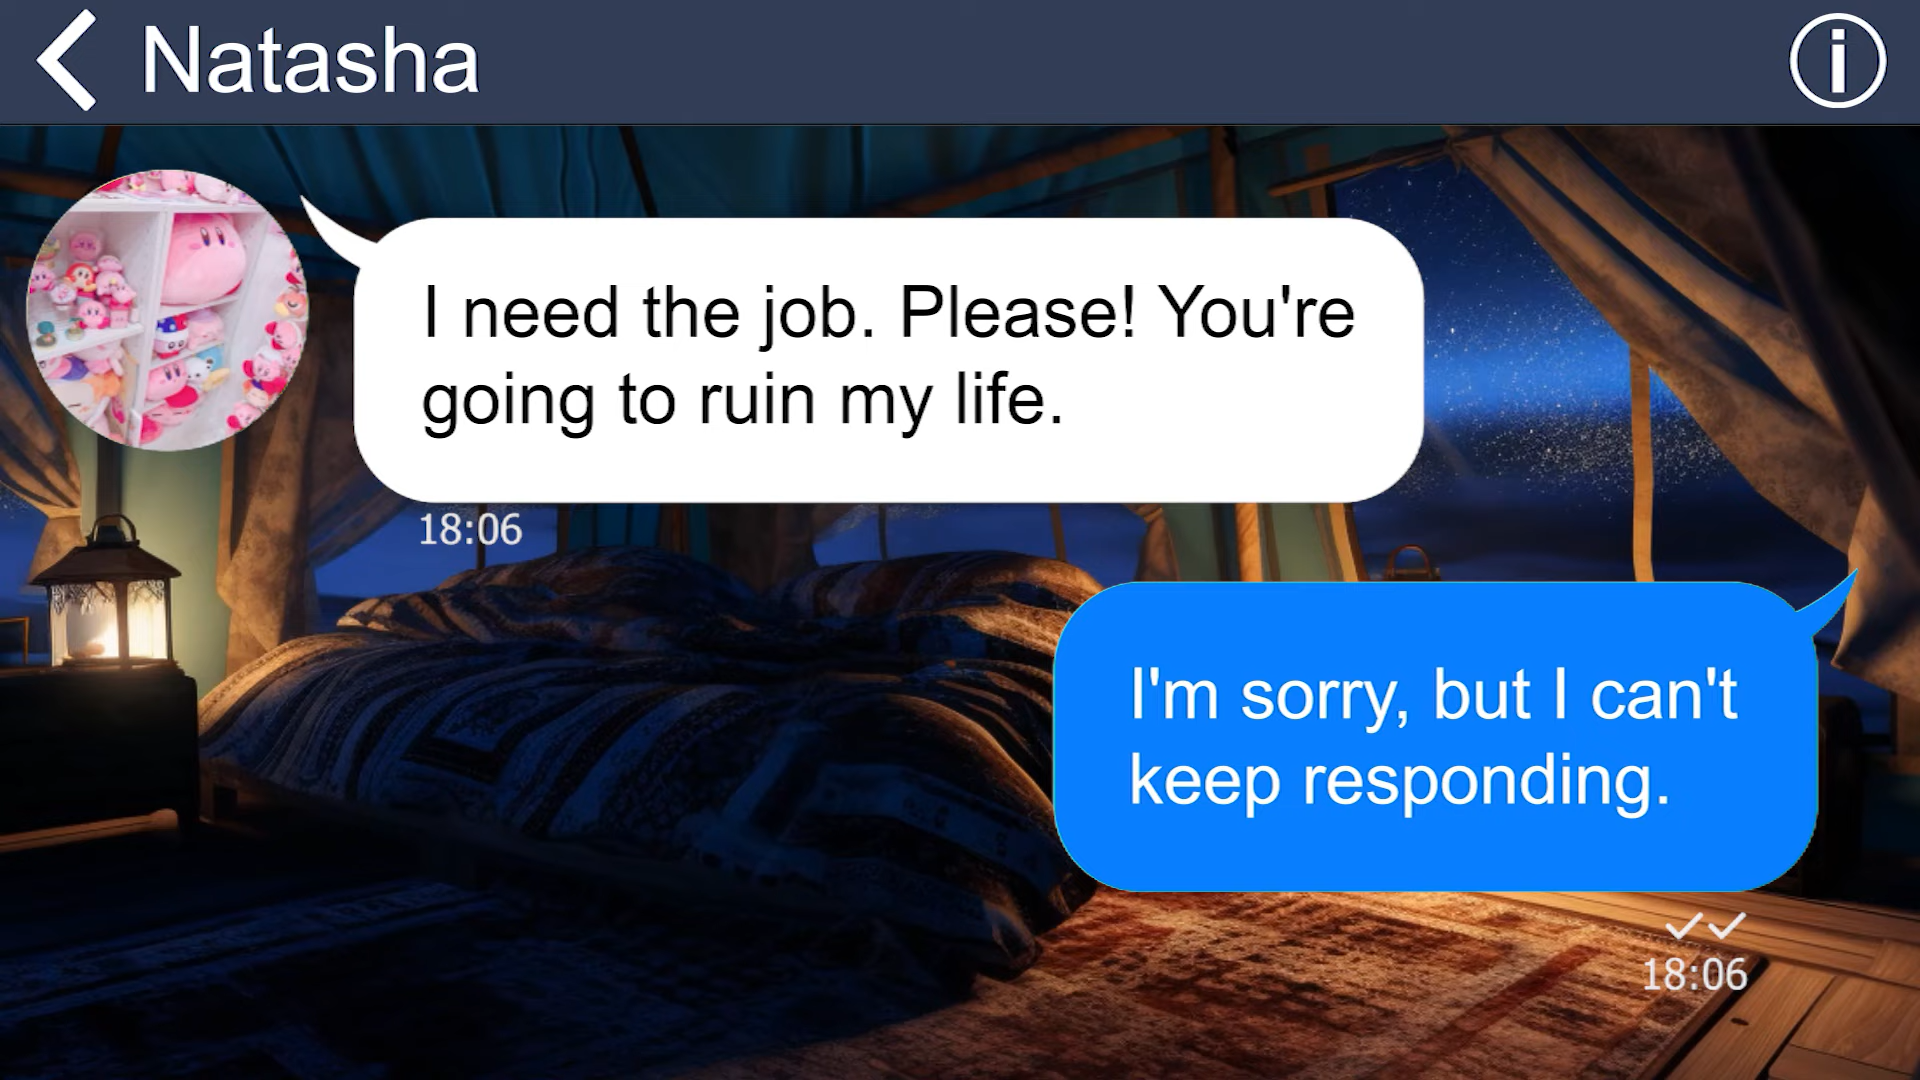 Natasha
I need the job. Please! You're
going to ruin my life.
18:06
I'm sorry, but I can't
keep responding.
18:06